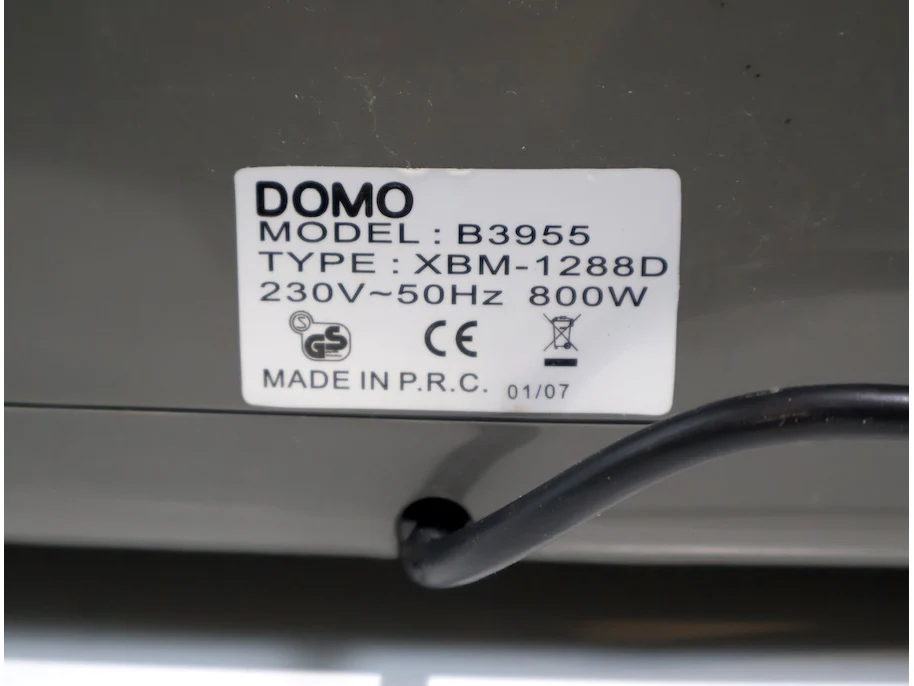 DOMO
MODEL : B3955
TYPE : XBM-1288D
230V~50Hz 800W
S GS CE
MADE IN P.R.C. 01/07